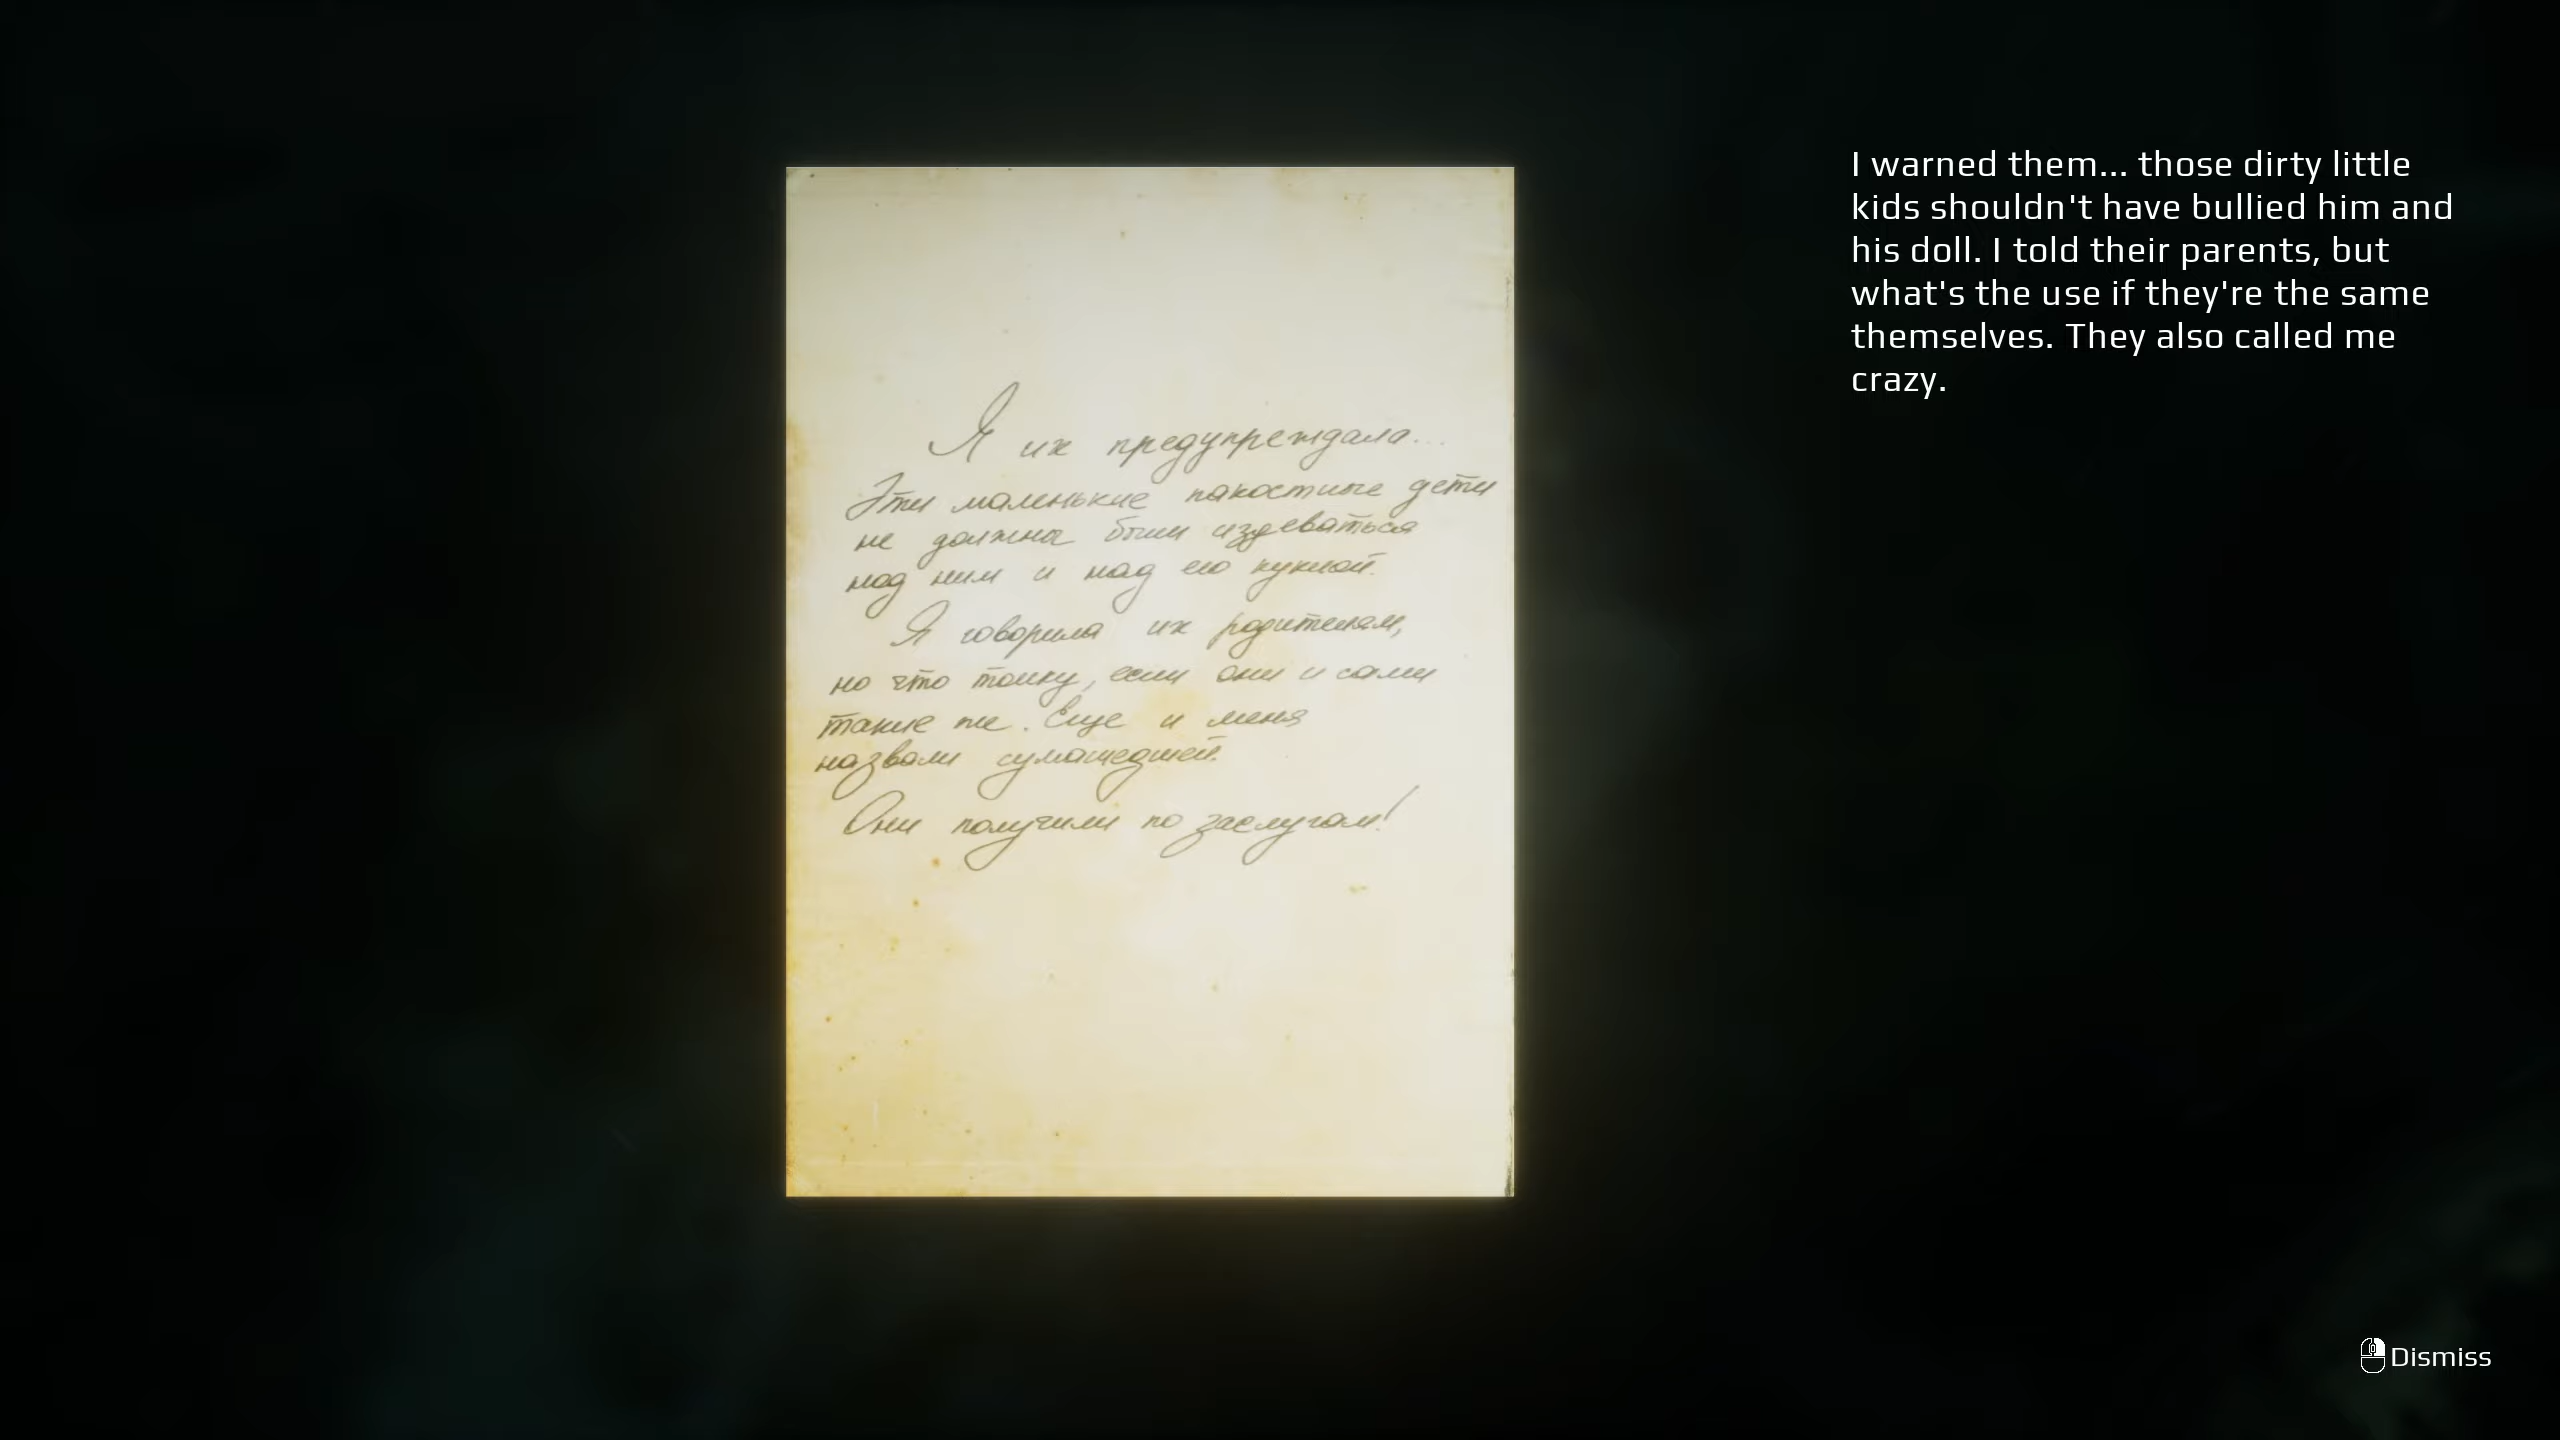 Я их предупреждала...
Эти маленькие пакостные дети
не должны были издеваться
над ним и над его куклой.
Я говорила их родителям,
но что толку, если они и сами
такие же. Еще и меня
назвали сумашедшей.
Они получили по заслугам!
I warned them... those dirty little
kids shouldn't have bullied him and
his doll. I told their parents, but
what's the use if they're the same
themselves. They also called me
crazy.
Dismiss